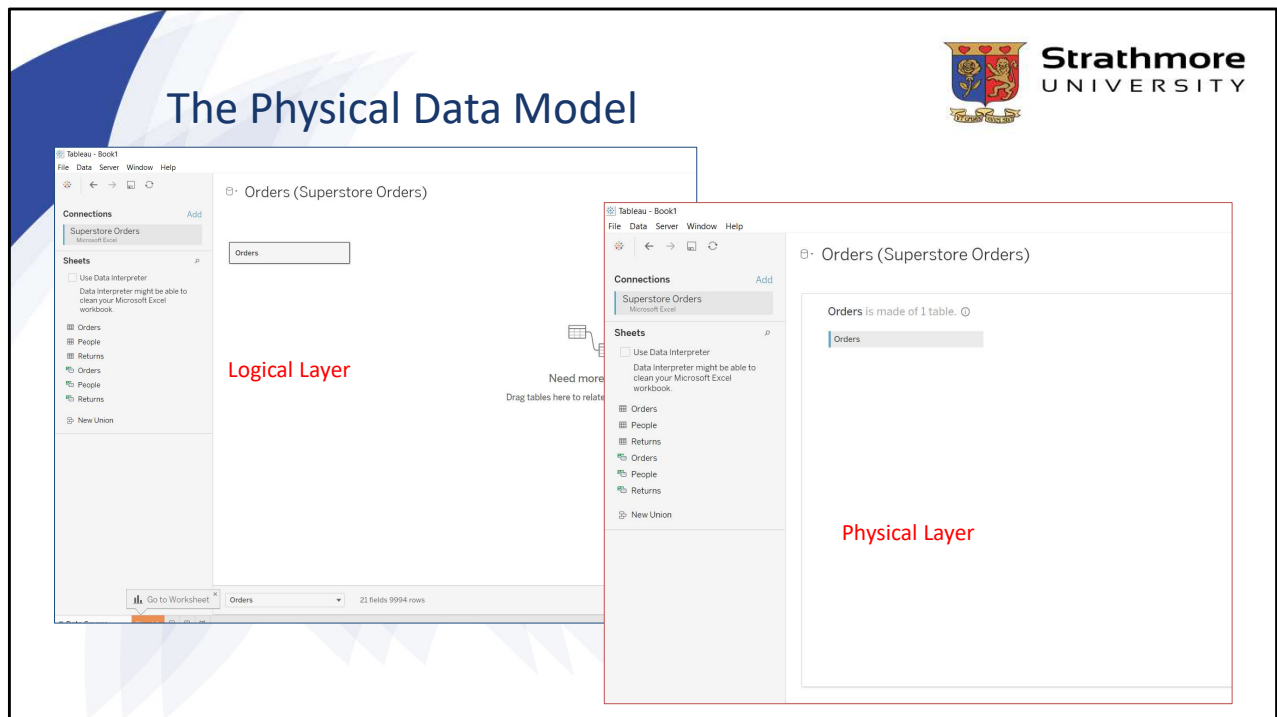 The Physical Data Model
Strathmore
UNIVERSITY
Tableau - Book1
File Data Server Window Help
Connections Add
Superstore Orders
Microsoft Excel
Sheets
Use Data Interpreter
Data Interpreter might be able to
clean your Microsoft Excel
workbook.
Orders
People
Returns
Orders
People
Returns
New Union
Orders (Superstore Orders)
Orders
Logical Layer
Need more
Drag tables here to relate
Go to Worksheet
Orders
21 fields 9994 rows
Tableau - Book1
File Data Server Window Help
Connections Add
Superstore Orders
Microsoft Excel
Sheets
Use Data Interpreter
Data Interpreter might be able to
clean your Microsoft Excel
workbook.
Orders
People
Returns
Orders
People
Returns
New Union
Orders (Superstore Orders)
Orders is made of 1 table.
Orders
Physical Layer